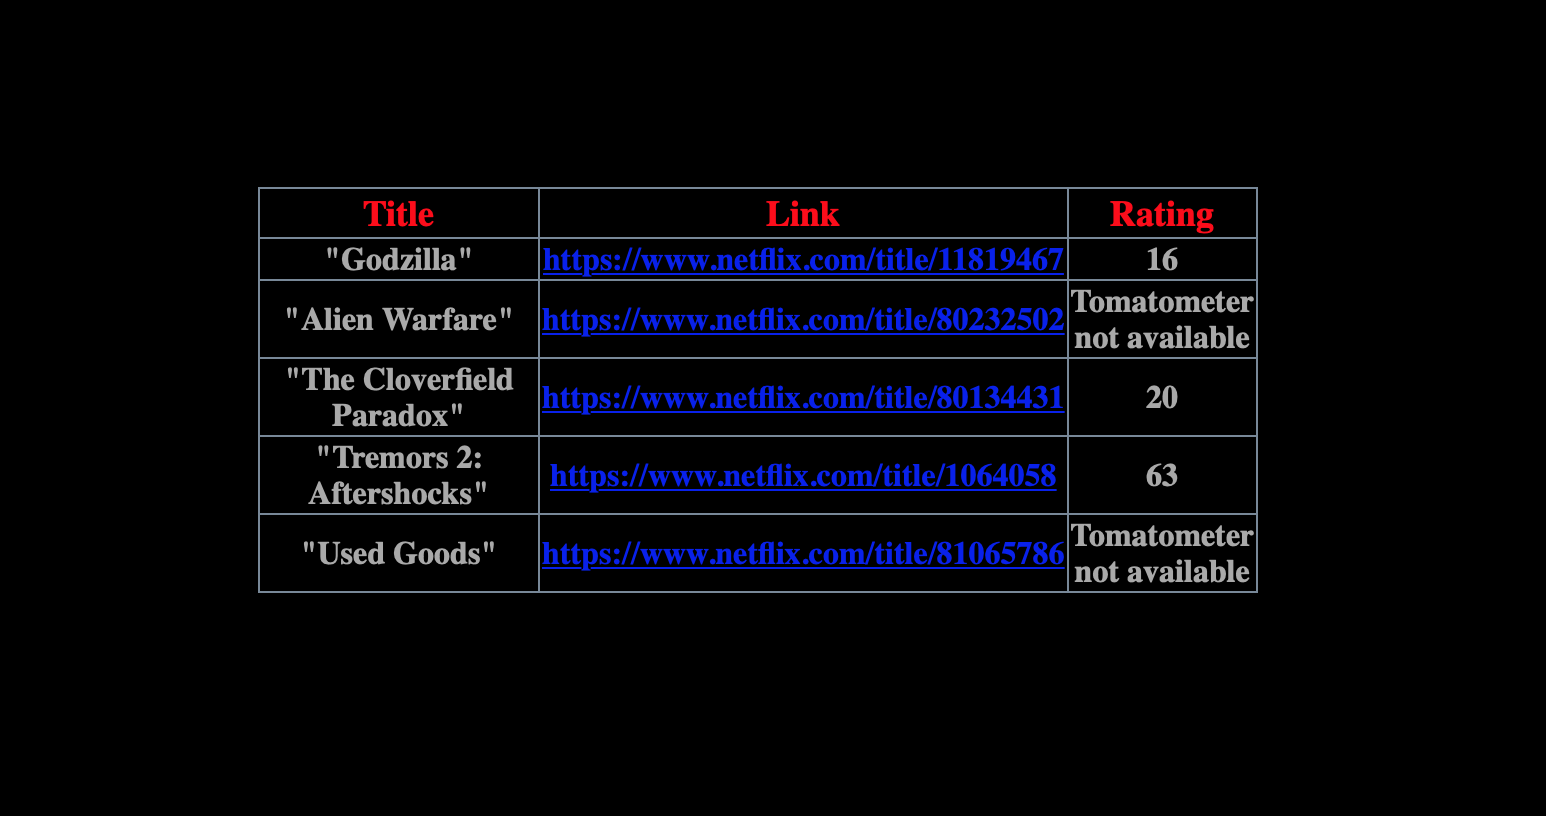 Title Link Rating
"Godzilla" https://www.netflix.com/title/11819467 16
"Alien Warfare" https://www.netflix.com/title/80232502 Tomatometer
not available
"The Cloverfield
Paradox" https://www.netflix.com/title/80134431 20
"Tremors 2:
Aftershocks" https://www.netflix.com/title/1064058 63
"Used Goods" https://www.netflix.com/title/81065786 Tomatometer
not available